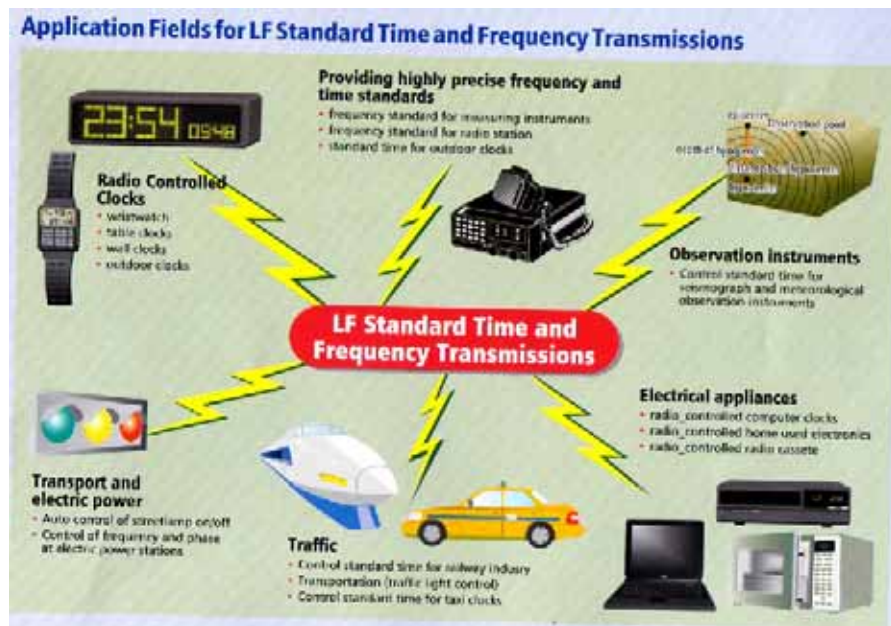 Application Fields for LF Standard Time and Frequency Transmissions
23:54 0548
Radio Controlled
Clocks
• wristwatch
• table clocks
• wall clocks
• outdoor clocks
Providing highly precise frequency and
time standards
• frequency standard for measuring instruments
• frequency standard for radio station
• standard time for outdoor clocks
Observation point
Observation instruments
• Control standard time for
seismograph and meteorological
observation instruments
LF Standard Time and
Frequency Transmissions
Transport and
electric power
• Auto control of streetlamp on/off
• Control of frequency and phase
at electric power stations
Traffic
• Control standard time for railway indusry
• Transportation (traffic light control)
• Control standard time for taxi clocks
Electrical appliances
• radio_controlled computer clocks
• radio_controlled home used electronics
• radio_controlled radio cassete